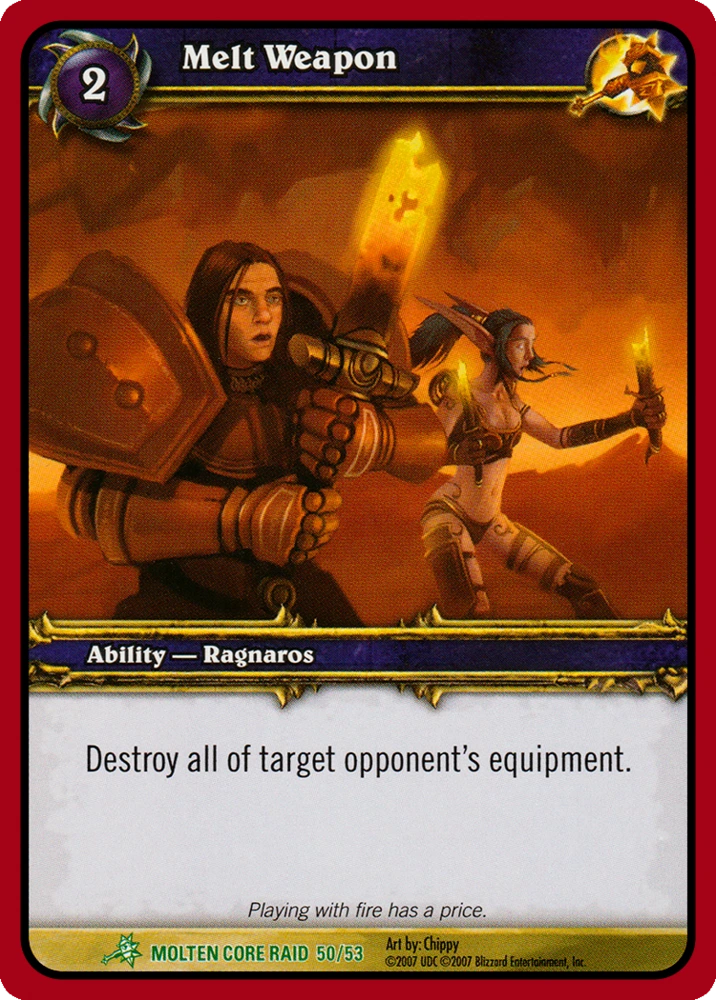 2
Melt Weapon
Ability — Ragnaros
Destroy all of target opponent's equipment.
Playing with fire has a price.
MOLTEN CORE RAID 50/53
Art by: Chippy
©2007 UDC ©2007 Blizzard Entertainment, Inc.